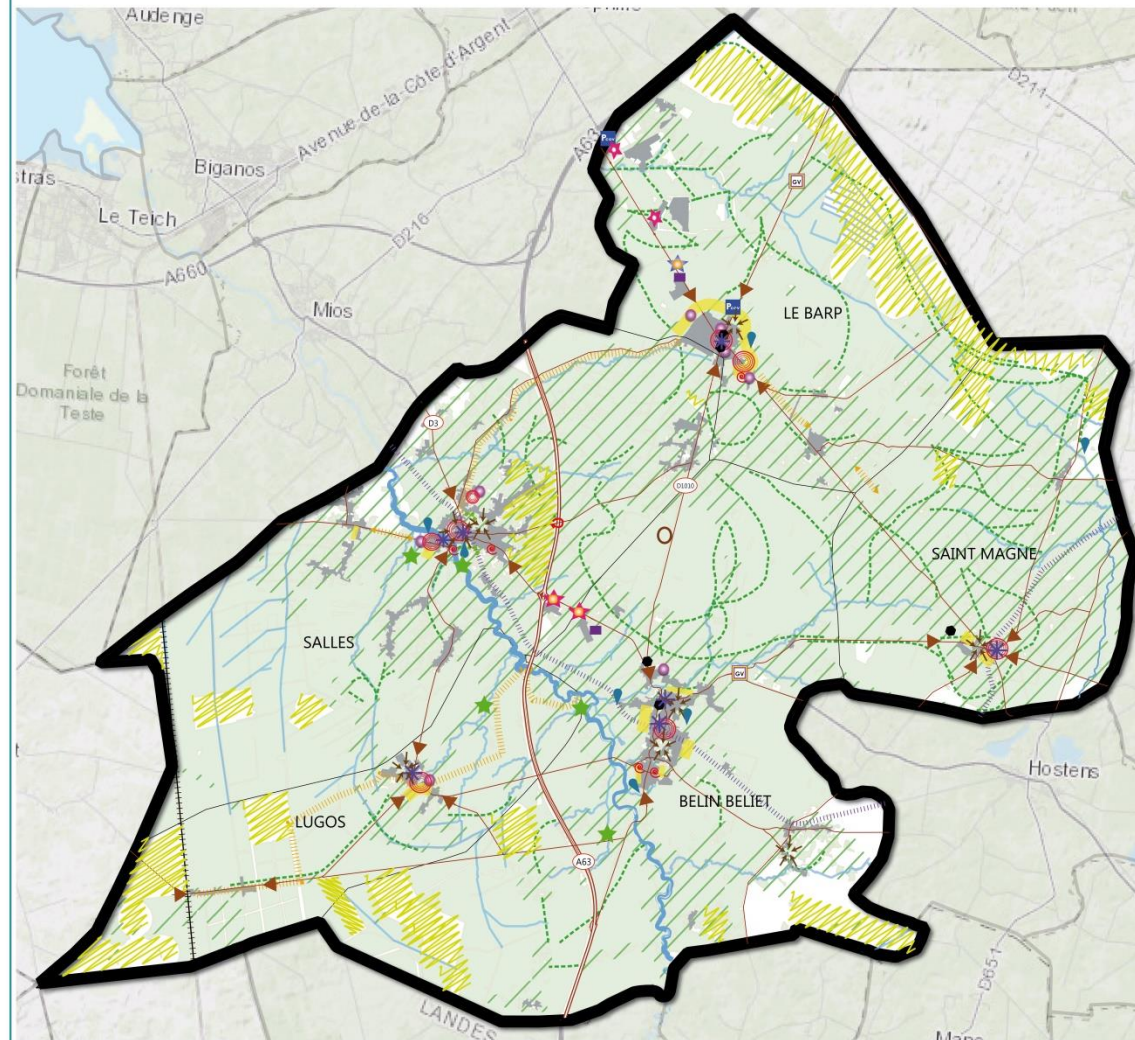 Audenge
D211
Avenue-de-la-Côte-d'Argent
A63
Biganos
Le Teich
D216
A660
Mios
P
GV
LE BARP
P
Forêt
Domaniale de la
Teste
D3
D1010
SAINT MAGNE
SALLES
GV
Hostens
BELIN BELIET
LUGOS
A63
D651
LANDES